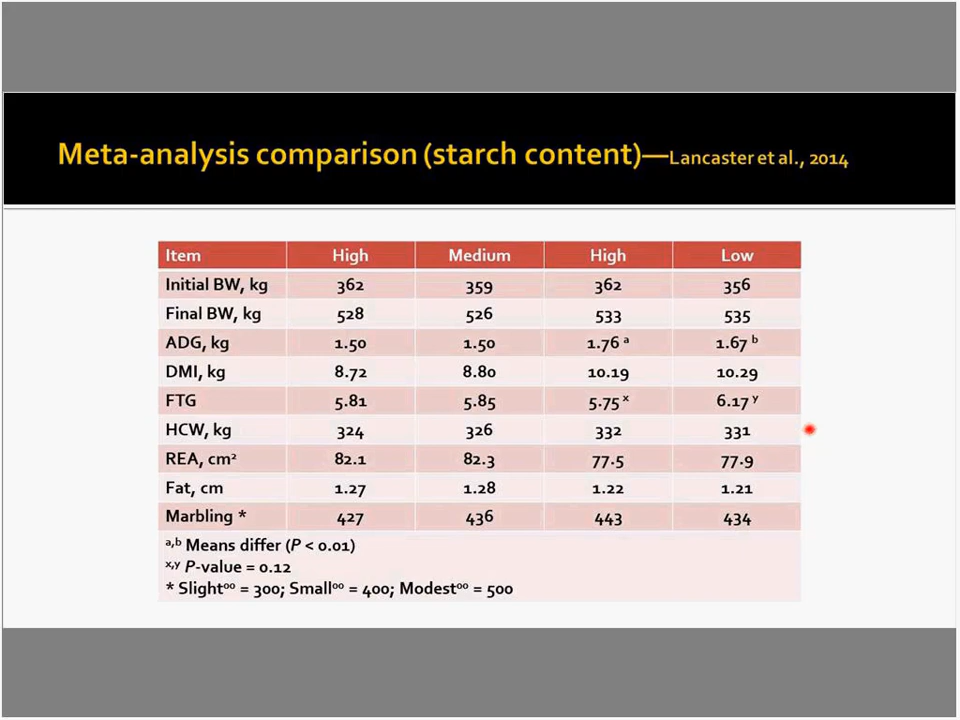 Meta-analysis comparison (starch content)—Lancaster et al., 2014
Item High Medium High Low
Initial BW, kg 362 359 362 356
Final BW, kg 528 526 533 535
ADG, kg 1.50 1.50 1.76 a 1.67 b
DMI, kg 8.72 8.80 10.19 10.29
FTG 5.81 5.85 5.75 x 6.17 y
HCW, kg 324 326 332 331
REA, cm² 82.1 82.3 77.5 77.9
Fat, cm 1.27 1.28 1.22 1.21
Marbling * 427 436 443 434
a,b Means differ (P < 0.01)
x,y P-value = 0.12
* Slight⁰⁰ = 300; Small⁰⁰ = 400; Modest⁰⁰ = 500